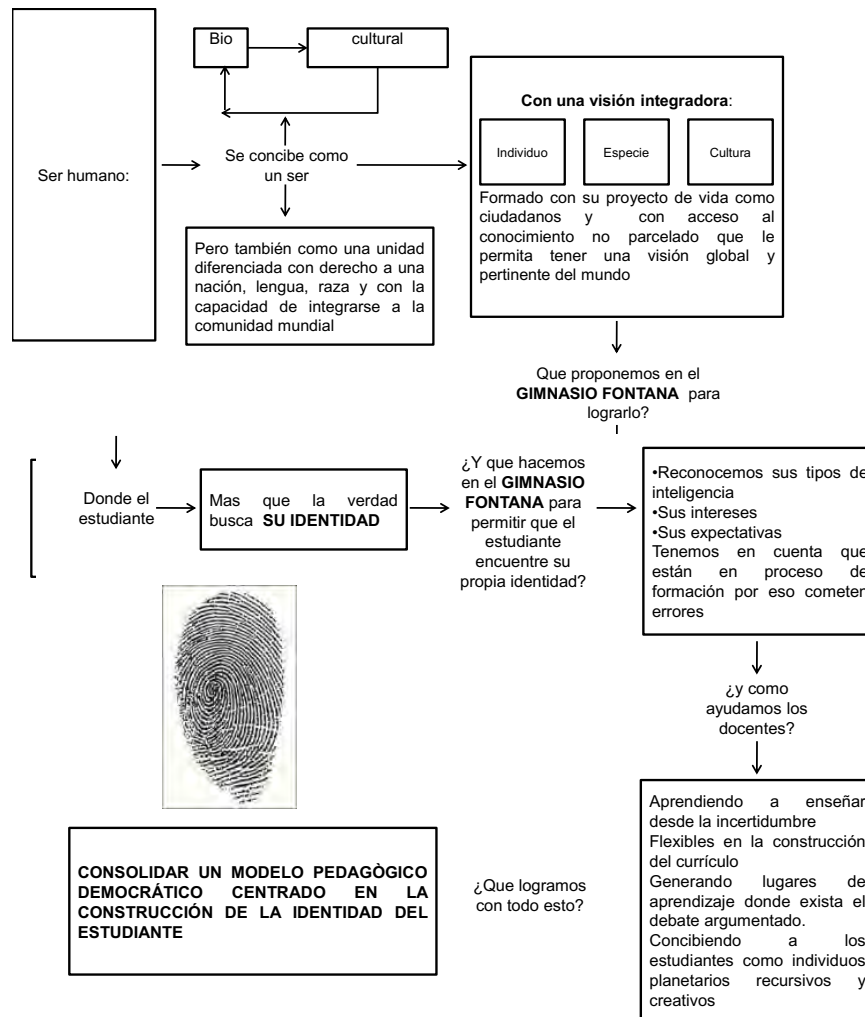 Bio
cultural
Ser humano:
Se concibe como
un ser
Con una visión integradora:
Individuo
Especie
Cultura
Formado con su proyecto de vida como
ciudadanos y con acceso al
conocimiento no parcelado que le
permita tener una visión global y
pertinente del mundo
Pero también como una unidad
diferenciada con derecho a una
nación, lengua, raza y con la
capacidad de integrarse a la
comunidad mundial
Que proponemos en el
GIMNASIO FONTANA para
lograrlo?
Donde el
estudiante
Mas que la verdad
busca SU IDENTIDAD
¿Y que hacemos
en el GIMNASIO
FONTANA para
permitir que el
estudiante
encuentre su
propia identidad?
•Reconocemos sus tipos de
inteligencia
•Sus intereses
•Sus expectativas
Tenemos en cuenta que
están en proceso de
formación por eso cometen
errores
¿y como
ayudamos los
docentes?
Aprendiendo a enseñar
desde la incertidumbre
Flexibles en la construcción
del currículo
Generando lugares de
aprendizaje donde exista el
debate argumentado.
Concibiendo a los
estudiantes como individuos
planetarios recursivos y
creativos
¿Que logramos
con todo esto?
CONSOLIDAR UN MODELO PEDAGÒGICO
DEMOCRÁTICO CENTRADO EN LA
CONSTRUCCIÓN DE LA IDENTIDAD DEL
ESTUDIANTE